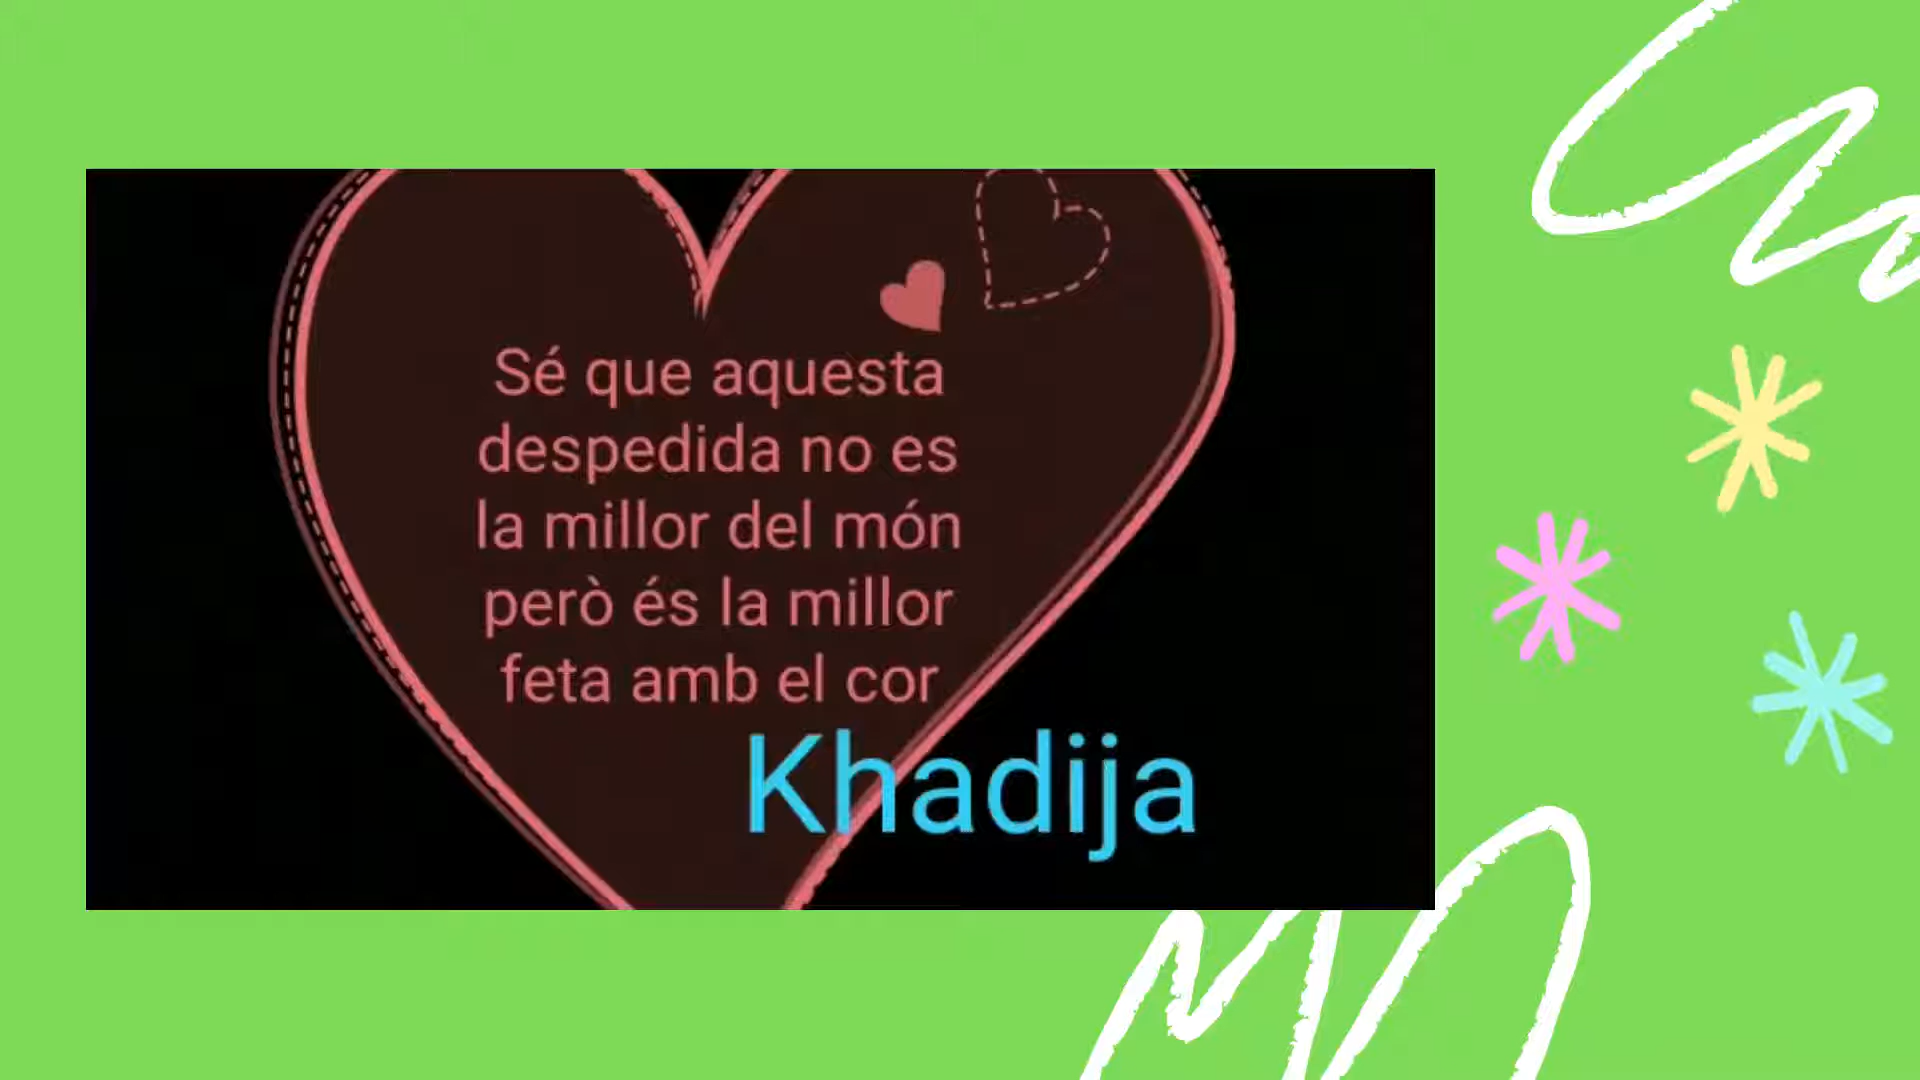 Sé que aquesta
despedida no es
la millor del món
però és la millor
feta amb el cor
Khadija